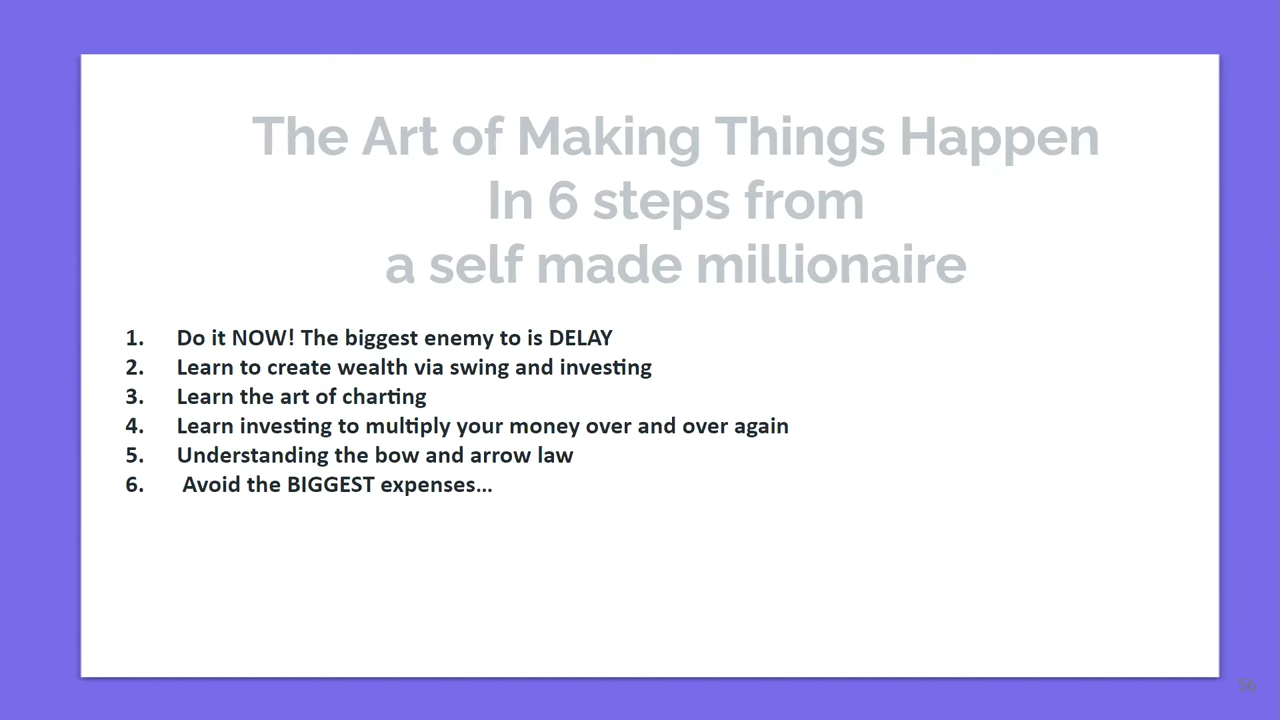 The Art of Making Things Happen
In 6 steps from
a self made millionaire
1. Do it NOW! The biggest enemy to is DELAY
2. Learn to create wealth via swing and investing
3. Learn the art of charting
4. Learn investing to multiply your money over and over again
5. Understanding the bow and arrow law
6. Avoid the BIGGEST expenses...
56